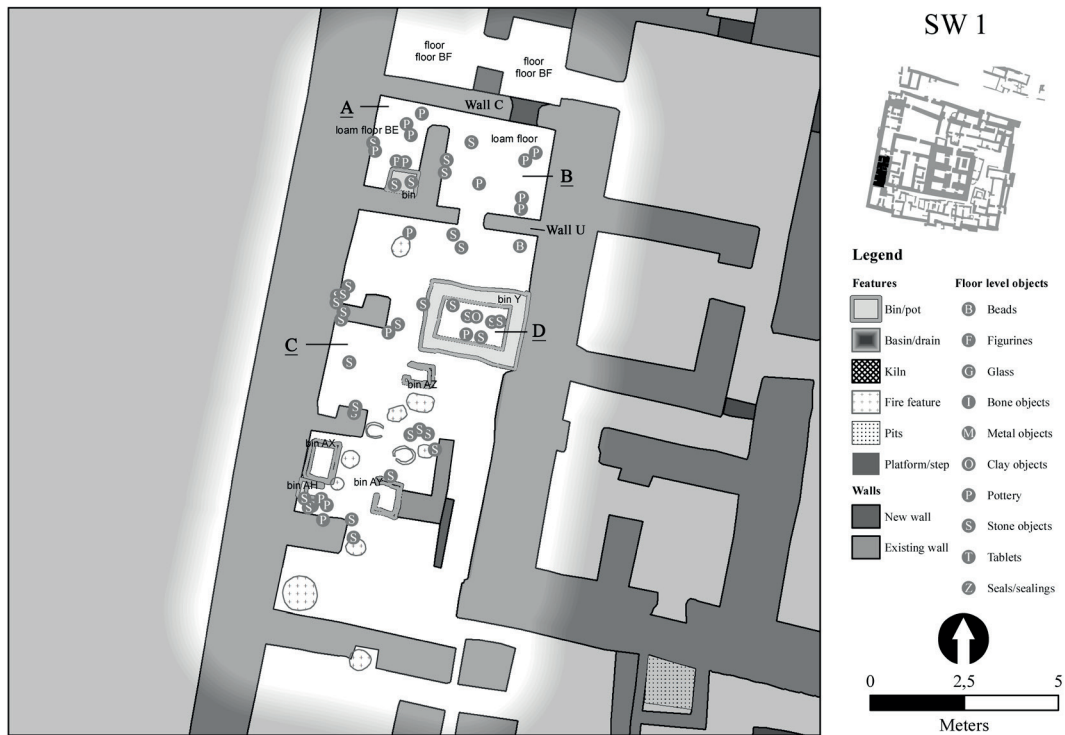 SW 1
floor
floor BF
floor
floor BF
Wall C
A
loam floor BE
loam floor
B
bin
Wall U
bin Y
D
C
bin AZ
bin AX
bin AH
bin AY
P
P
P
S
P
F P
S S
S
S
S
P
P
P
P
P
P
S
S
B
S
S
S
S
S
S
S
P
S
S
S
S O
S S
P S
S
S
S
S
S
S
S
S
S
P
P
S
P
S
S
Legend
Features
Bin/pot
Basin/drain
Kiln
Fire feature
Pits
Platform/step
Walls
New wall
Existing wall
Floor level objects
B Beads
F Figurines
G Glass
I Bone objects
M Metal objects
O Clay objects
P Pottery
S Stone objects
T Tablets
Z Seals/sealings
0 2,5 5
Meters